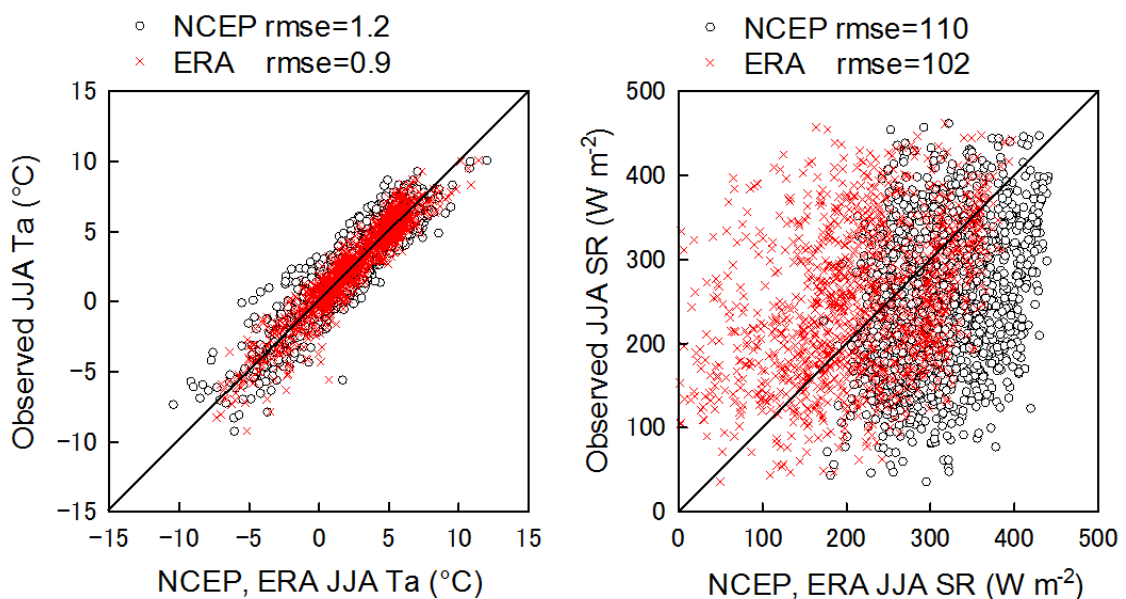 NCEP rmse=1.2
ERA rmse=0.9
Observed JJA Ta (°C)
15
10
5
0
−5
−10
−15
−15 −10 −5 0 5 10 15
NCEP, ERA JJA Ta (°C)
NCEP rmse=110
ERA rmse=102
Observed JJA SR (W m⁻²)
500
400
300
200
100
0
0 100 200 300 400 500
NCEP, ERA JJA SR (W m⁻²)